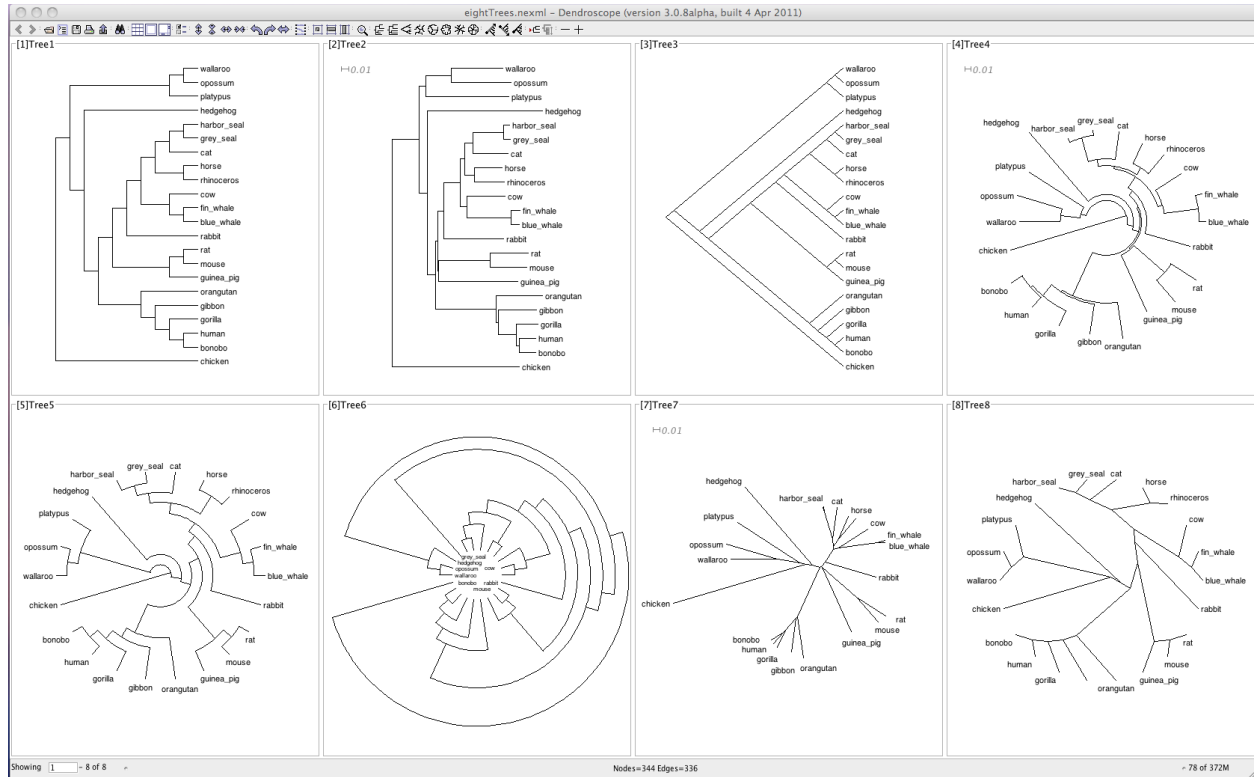 eightTrees.nexml - Dendroscope (version 3.0.8alpha, built 4 Apr 2011)
[1]Tree1
wallaroo
opossum
platypus
hedgehog
harbor_seal
grey_seal
cat
horse
rhinoceros
cow
fin_whale
blue_whale
rabbit
rat
mouse
guinea_pig
orangutan
gibbon
gorilla
human
bonobo
chicken
[2]Tree2
0.01
wallaroo
opossum
platypus
hedgehog
harbor_seal
grey_seal
cat
horse
rhinoceros
cow
fin_whale
blue_whale
rabbit
rat
mouse
guinea_pig
orangutan
gibbon
gorilla
human
bonobo
chicken
[3]Tree3
wallaroo
opossum
platypus
hedgehog
harbor_seal
grey_seal
cat
horse
rhinoceros
cow
fin_whale
blue_whale
rabbit
rat
mouse
guinea_pig
orangutan
gibbon
gorilla
human
bonobo
chicken
[4]Tree4
0.01
grey_seal
cat
hedgehog
harbor_seal
horse
rhinoceros
platypus
cow
opossum
fin_whale
wallaroo
blue_whale
chicken
rabbit
bonobo
rat
human
mouse
gorilla
guinea_pig
gibbon
orangutan
[5]Tree5
grey_seal
cat
harbor_seal
horse
hedgehog
rhinoceros
platypus
cow
opossum
fin_whale
wallaroo
blue_whale
chicken
rabbit
bonobo
rat
human
mouse
gorilla
guinea_pig
gibbon
orangutan
[6]Tree6
grey_seal
hedgehog
opossum
cow
wallaroo
bonobo
rabbit
mouse
[7]Tree7
0.01
hedgehog
harbor_seal
cat
horse
platypus
cow
fin_whale
opossum
blue_whale
wallaroo
rabbit
chicken
rat
mouse
bonobo
guinea_pig
human
gorilla
gibbon
orangutan
[8]Tree8
grey_seal
cat
harbor_seal
horse
hedgehog
rhinoceros
platypus
cow
opossum
fin_whale
wallaroo
blue_whale
chicken
rabbit
bonobo
rat
human
mouse
gorilla
guinea_pig
orangutan
Showing 1 - 8 of 8
Nodes=344 Edges=336
78 of 372M